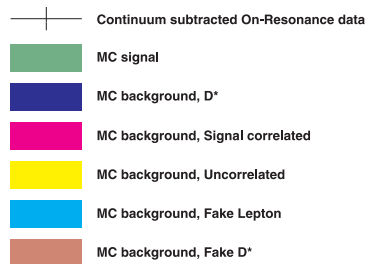 Continuum subtracted On-Resonance data
MC signal
MC background, D*
MC background, Signal correlated
MC background, Uncorrelated
MC background, Fake Lepton
MC background, Fake D*